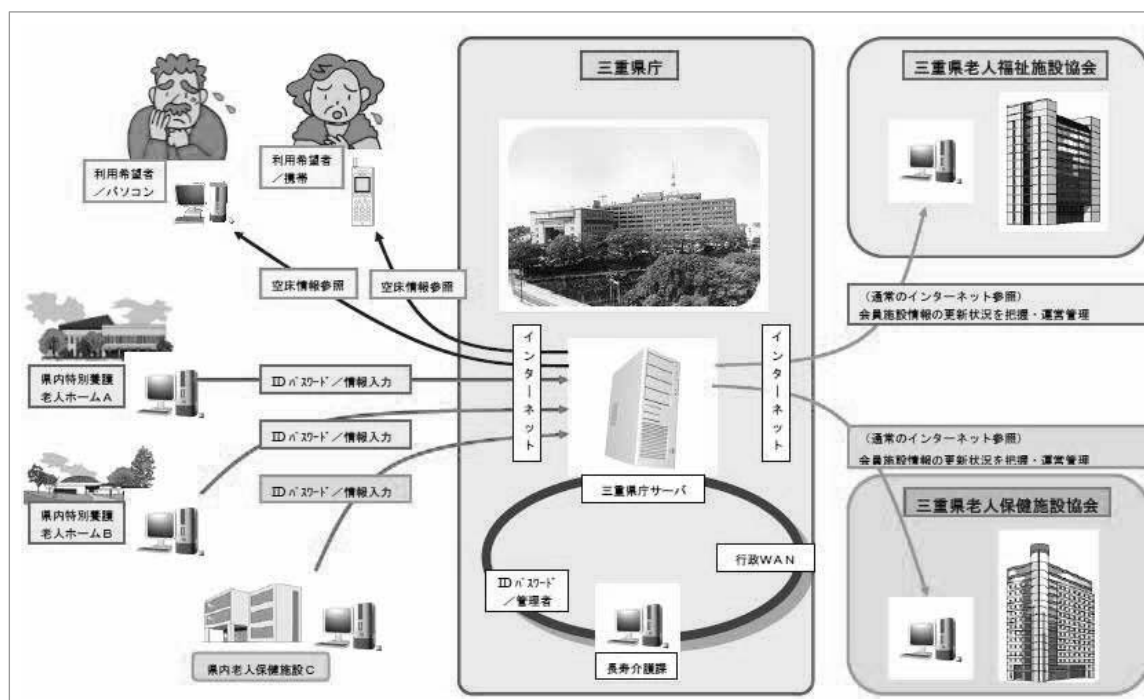 三重県庁
三重県老人福祉施設協会
利用希望者
／パソコン
利用希望者
／携帯
空床情報参照
空床情報参照
（通常のインターネット参照）
会員施設情報の更新状況を把握・運営管理
インターネット
インターネット
県内特別養護
老人ホームＡ
IDﾊﾟｽﾜｰﾄﾞ／情報入力
IDﾊﾟｽﾜｰﾄﾞ／情報入力
（通常のインターネット参照）
会員施設情報の更新状況を把握・運営管理
IDﾊﾟｽﾜｰﾄﾞ／情報入力
三重県庁サーバ
三重県老人保健施設協会
県内特別養護
老人ホームＢ
行政ＷＡＮ
IDﾊﾟｽﾜｰﾄﾞ
／管理者
県内老人保健施設Ｃ
長寿介護課